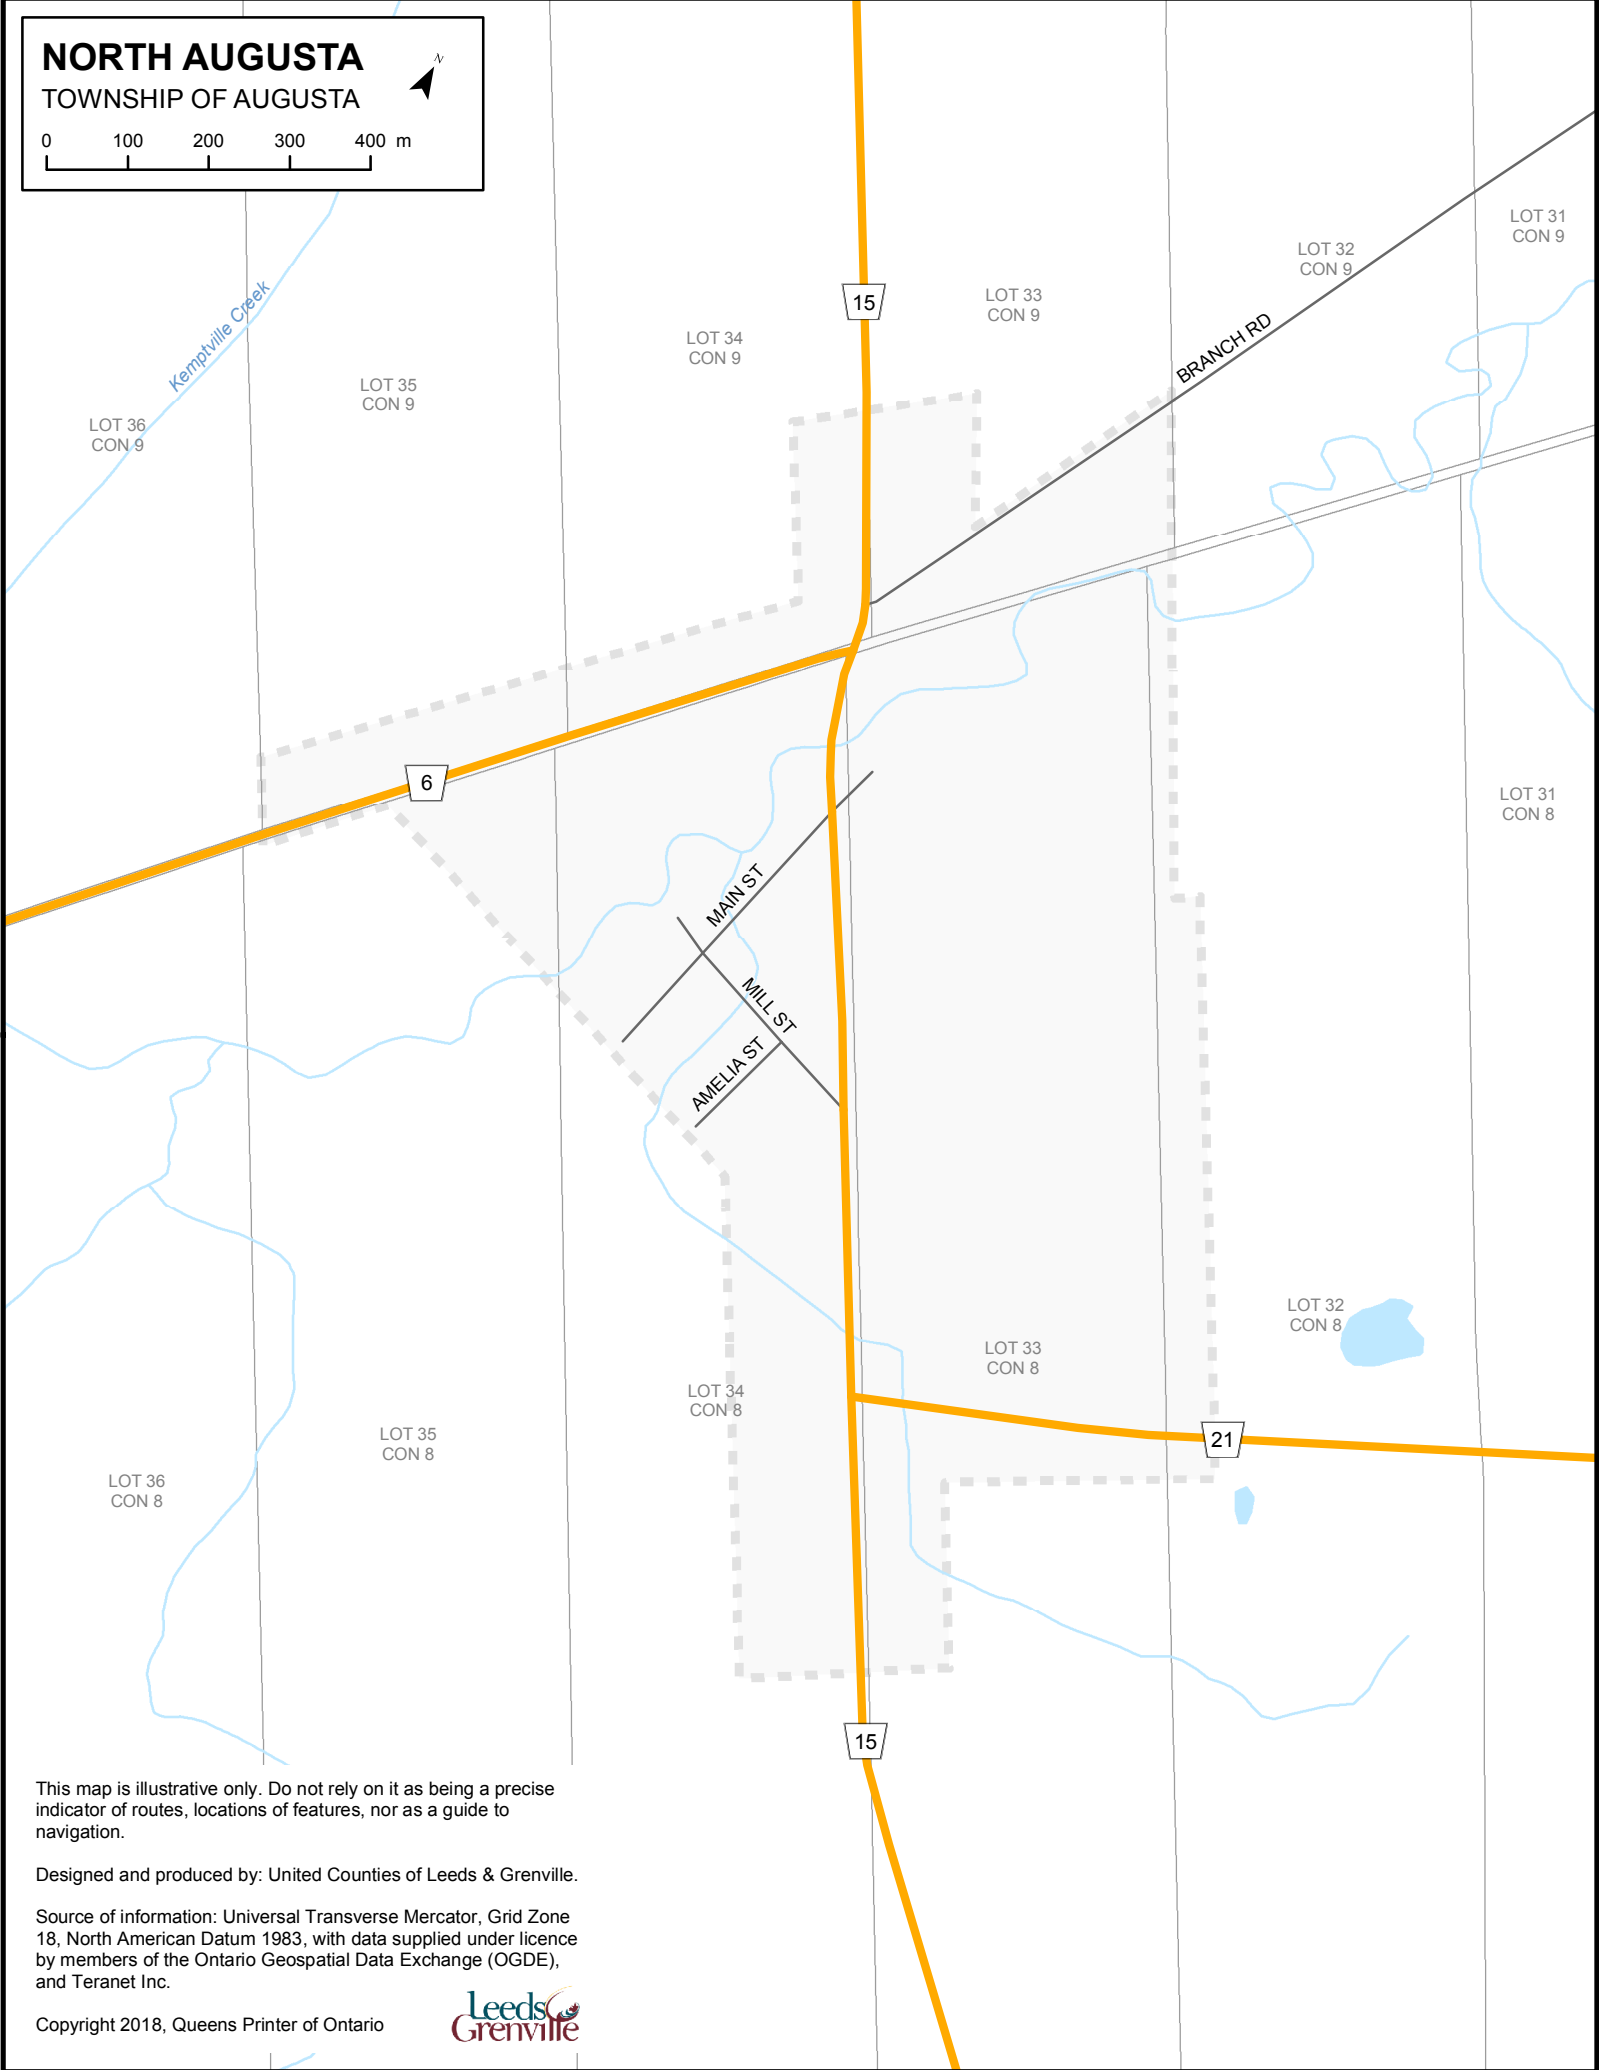 NORTH AUGUSTA
TOWNSHIP OF AUGUSTA
N
0 100 200 300 400 m
LOT 31
CON 9
LOT 32
CON 9
Kemptville Creek
15
LOT 33
CON 9
BRANCH RD
LOT 34
CON 9
LOT 35
CON 9
LOT 36
CON 9
6
LOT 31
CON 8
MAIN ST
MILL ST
AMELIA ST
LOT 32
CON 8
LOT 33
CON 8
LOT 34
CON 8
21
LOT 35
CON 8
LOT 36
CON 8
15
This map is illustrative only. Do not rely on it as being a precise
indicator of routes, locations of features, nor as a guide to
navigation.
Designed and produced by: United Counties of Leeds & Grenville.
Source of information: Universal Transverse Mercator, Grid Zone
18, North American Datum 1983, with data supplied under licence
by members of the Ontario Geospatial Data Exchange (OGDE),
and Teranet Inc.
Copyright 2018, Queens Printer of Ontario
Leeds
Grenville